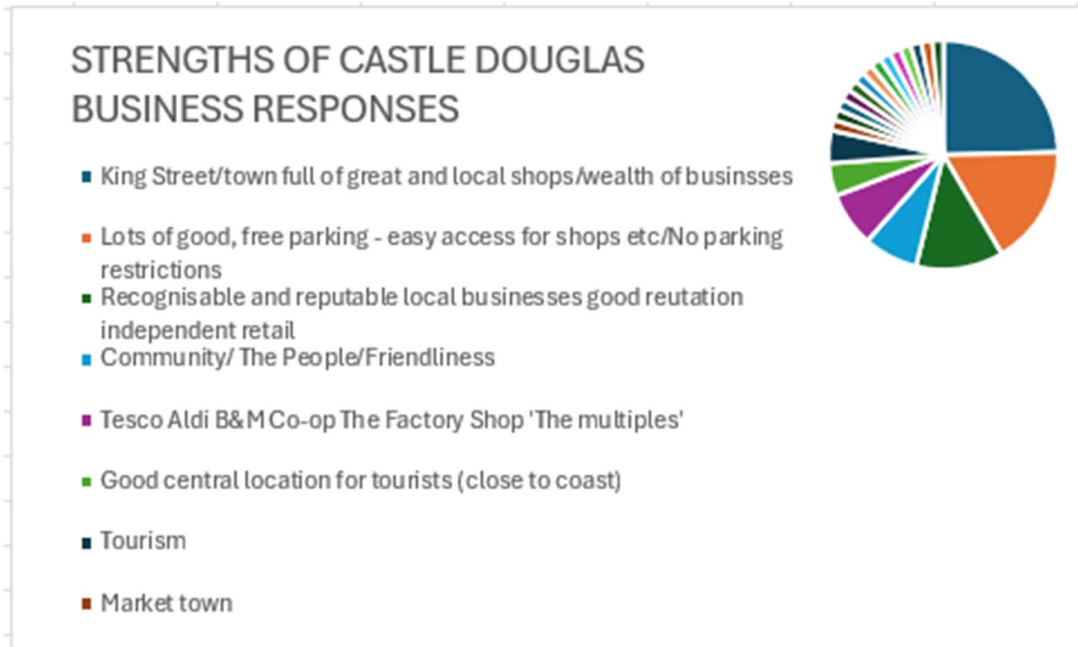 STRENGTHS OF CASTLE DOUGLAS
BUSINESS RESPONSES
King Street/town full of great and local shops/wealth of businsses
Lots of good, free parking - easy access for shops etc/No parking
restrictions
Recognisable and reputable local businesses good reutation
independent retail
Community/ The People/Friendliness
Tesco Aldi B&M Co-op The Factory Shop 'The multiples'
Good central location for tourists (close to coast)
Tourism
Market town